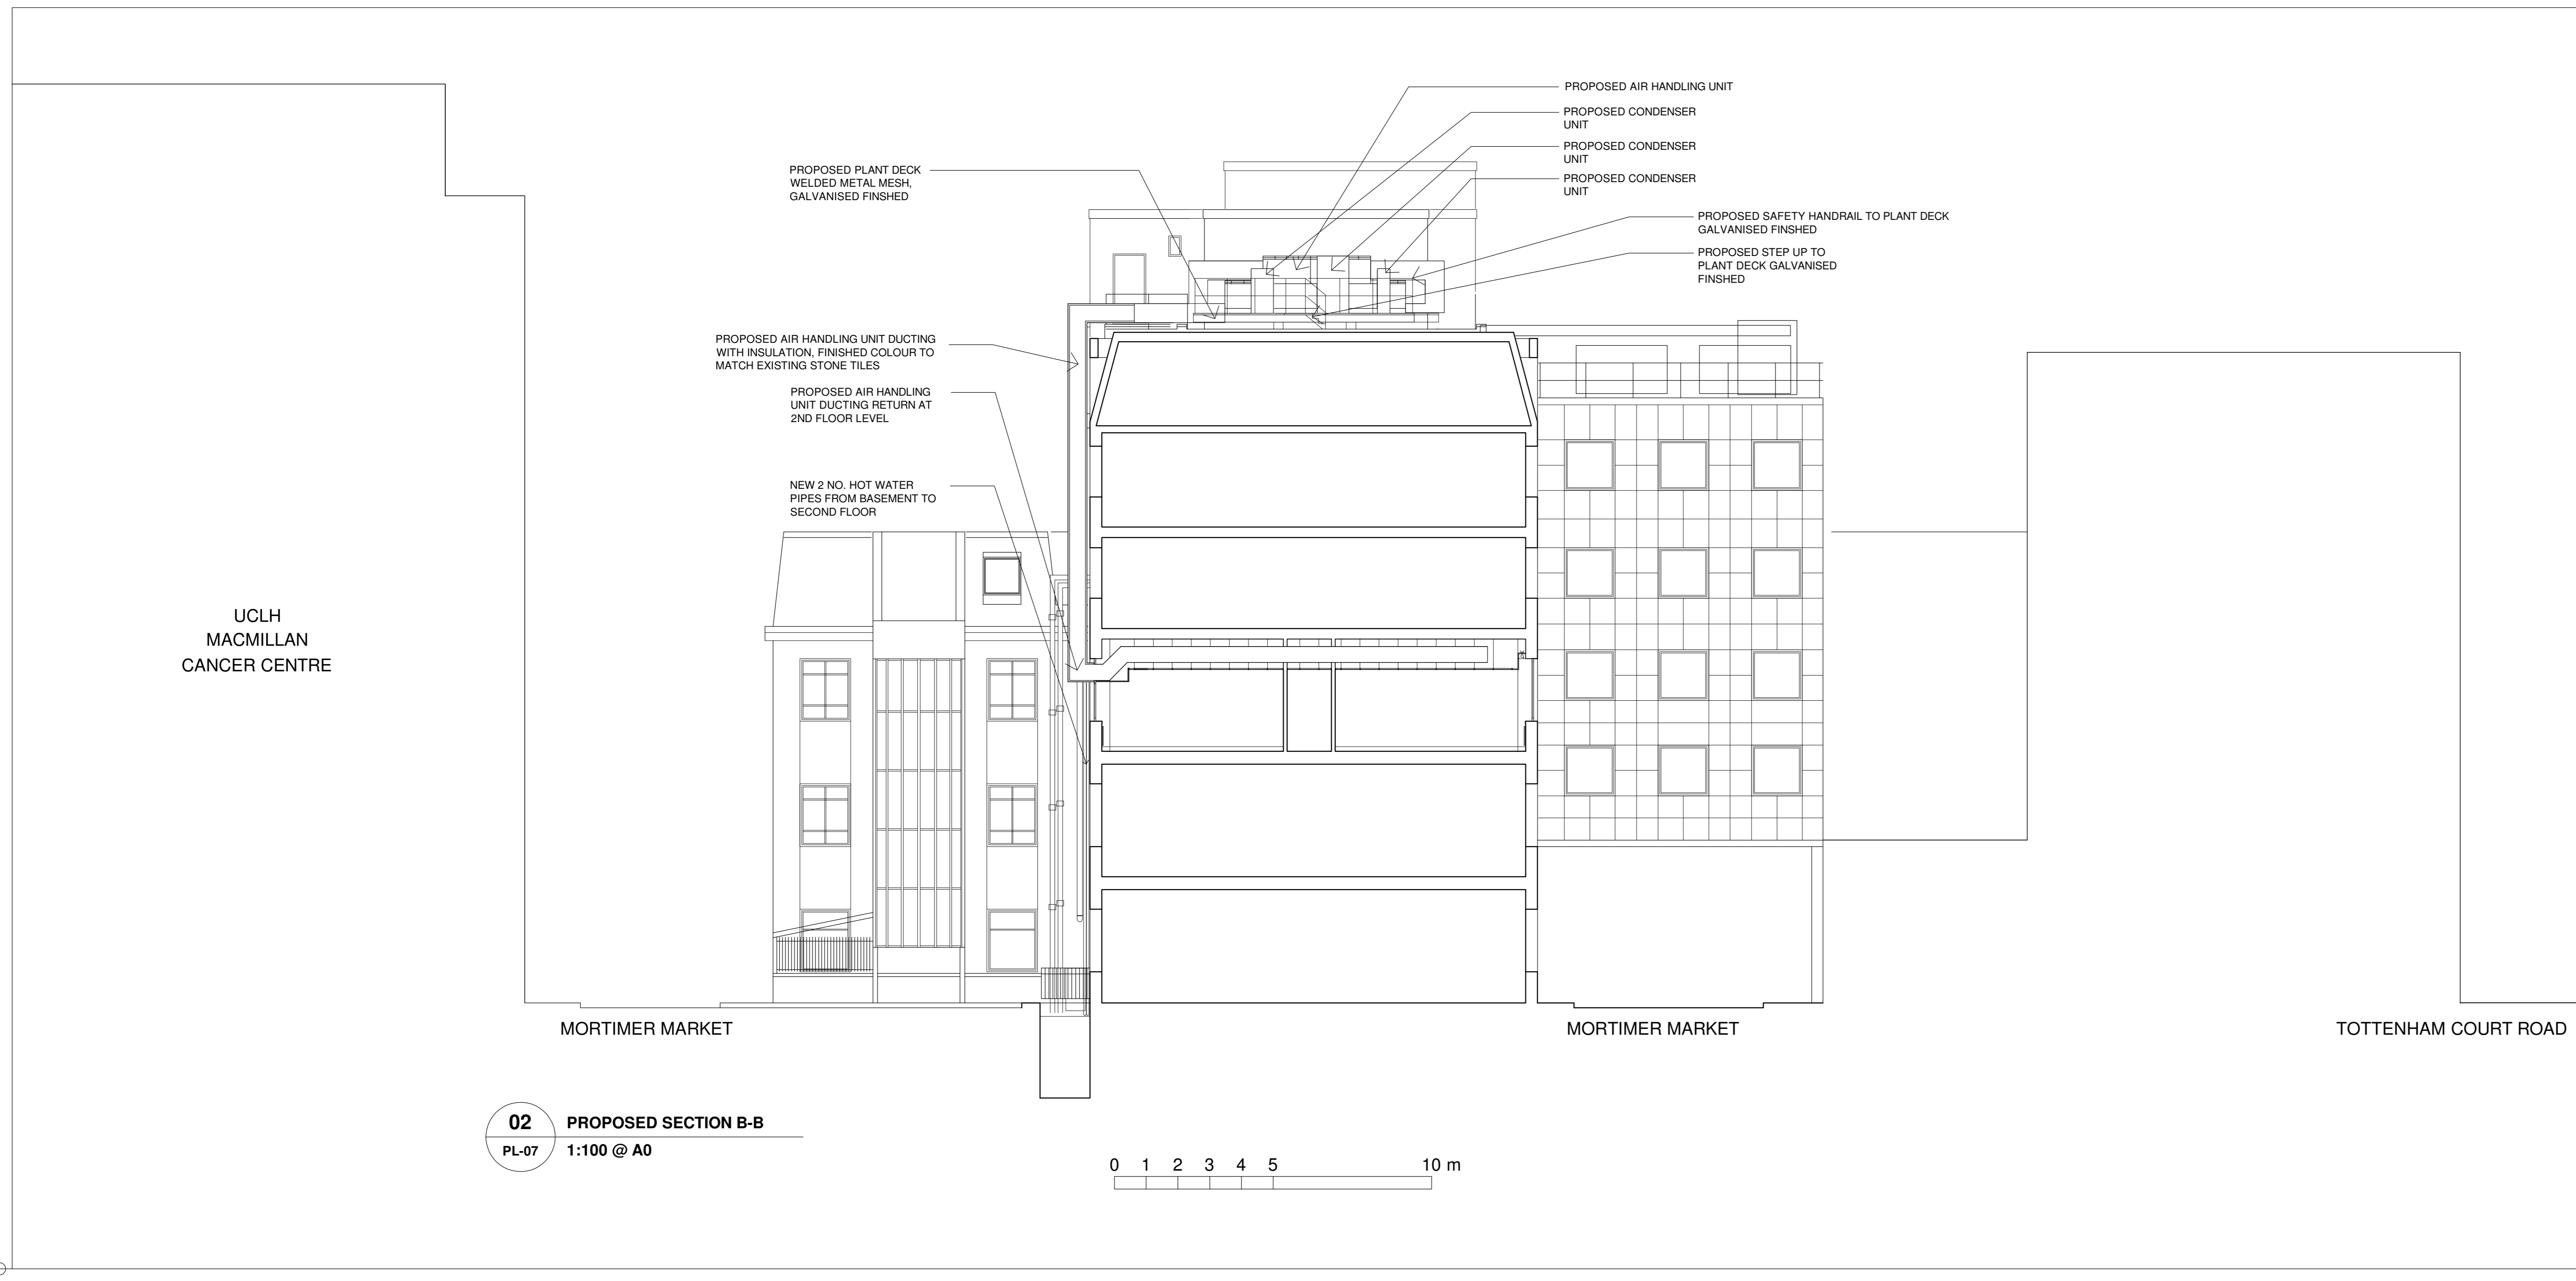 PROPOSED AIR HANDLING UNIT
PROPOSED CONDENSER
UNIT
PROPOSED CONDENSER
UNIT
PROPOSED CONDENSER
UNIT
PROPOSED PLANT DECK
WELDED METAL MESH,
GALVANISED FINSHED
PROPOSED SAFETY HANDRAIL TO PLANT DECK
GALVANISED FINSHED
PROPOSED STEP UP TO
PLANT DECK GALVANISED
FINSHED
PROPOSED AIR HANDLING UNIT DUCTING
WITH INSULATION, FINISHED COLOUR TO
MATCH EXISTING STONE TILES
PROPOSED AIR HANDLING
UNIT DUCTING RETURN AT
2ND FLOOR LEVEL
NEW 2 NO. HOT WATER
PIPES FROM BASEMENT TO
SECOND FLOOR
UCLH
MACMILLAN
CANCER CENTRE
MORTIMER MARKET
MORTIMER MARKET
TOTTENHAM COURT ROAD
02
PL-07
PROPOSED SECTION B-B
1:100 @ A0
0 1 2 3 4 5 10 m